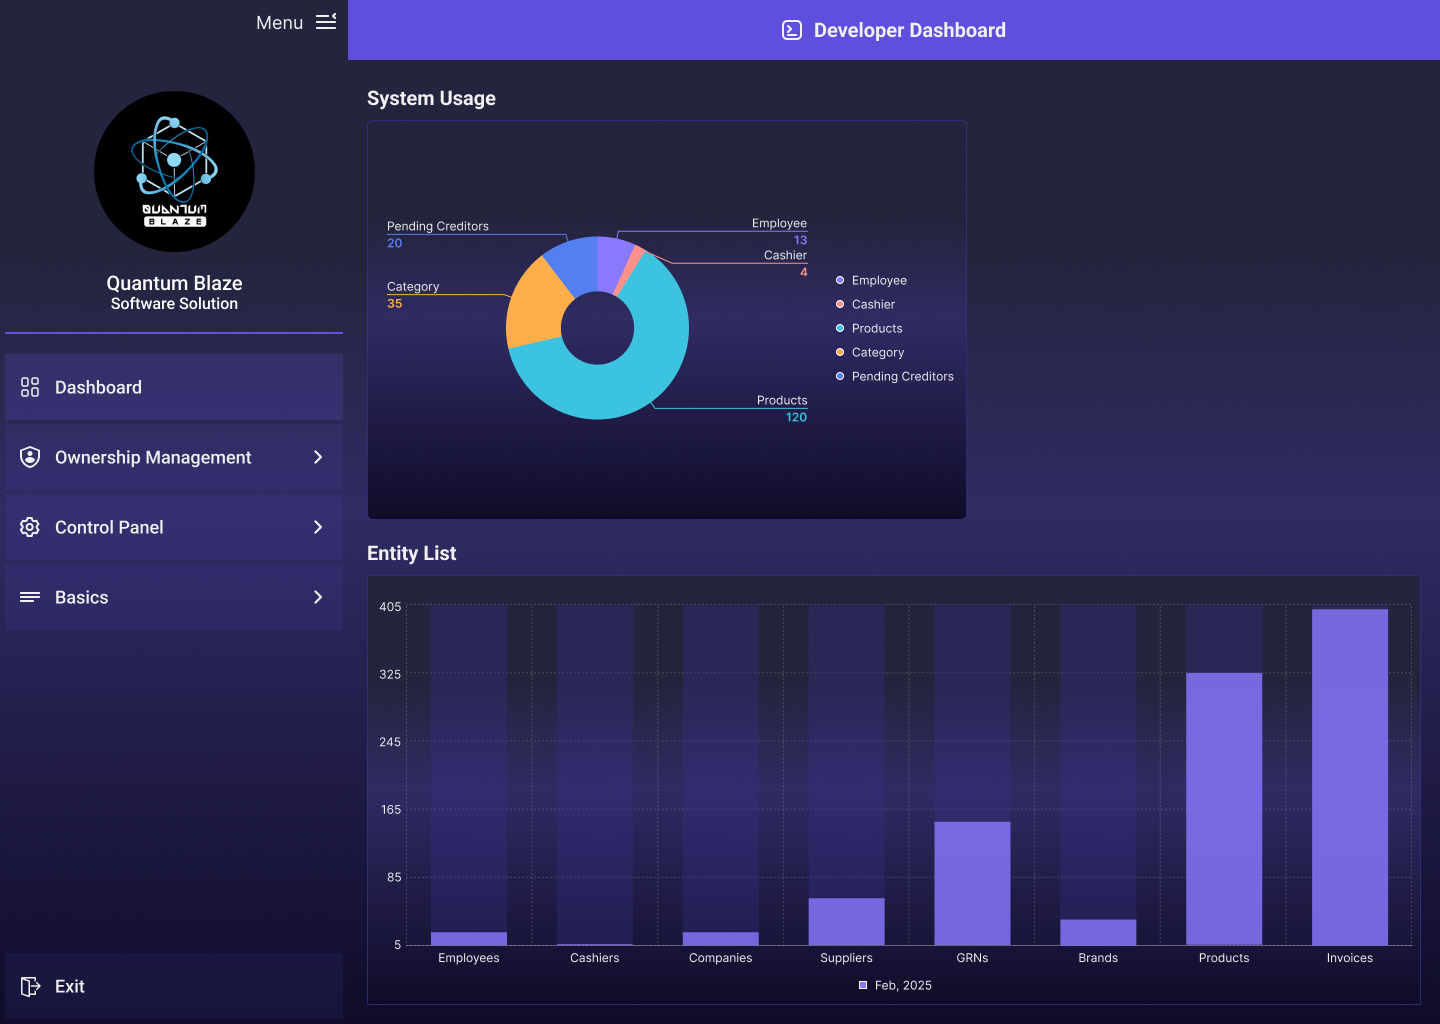 Menu
Developer Dashboard
QUANTUM
BLAZE
Quantum Blaze
Software Solution
Dashboard
Ownership Management
Control Panel
Basics
Exit
System Usage
Pending Creditors
20
Category
35
Employee
13
Cashier
4
Products
120
Employee
Cashier
Products
Category
Pending Creditors
Entity List
405
325
245
165
85
5
Employees
Cashiers
Companies
Suppliers
GRNs
Brands
Products
Invoices
Feb, 2025